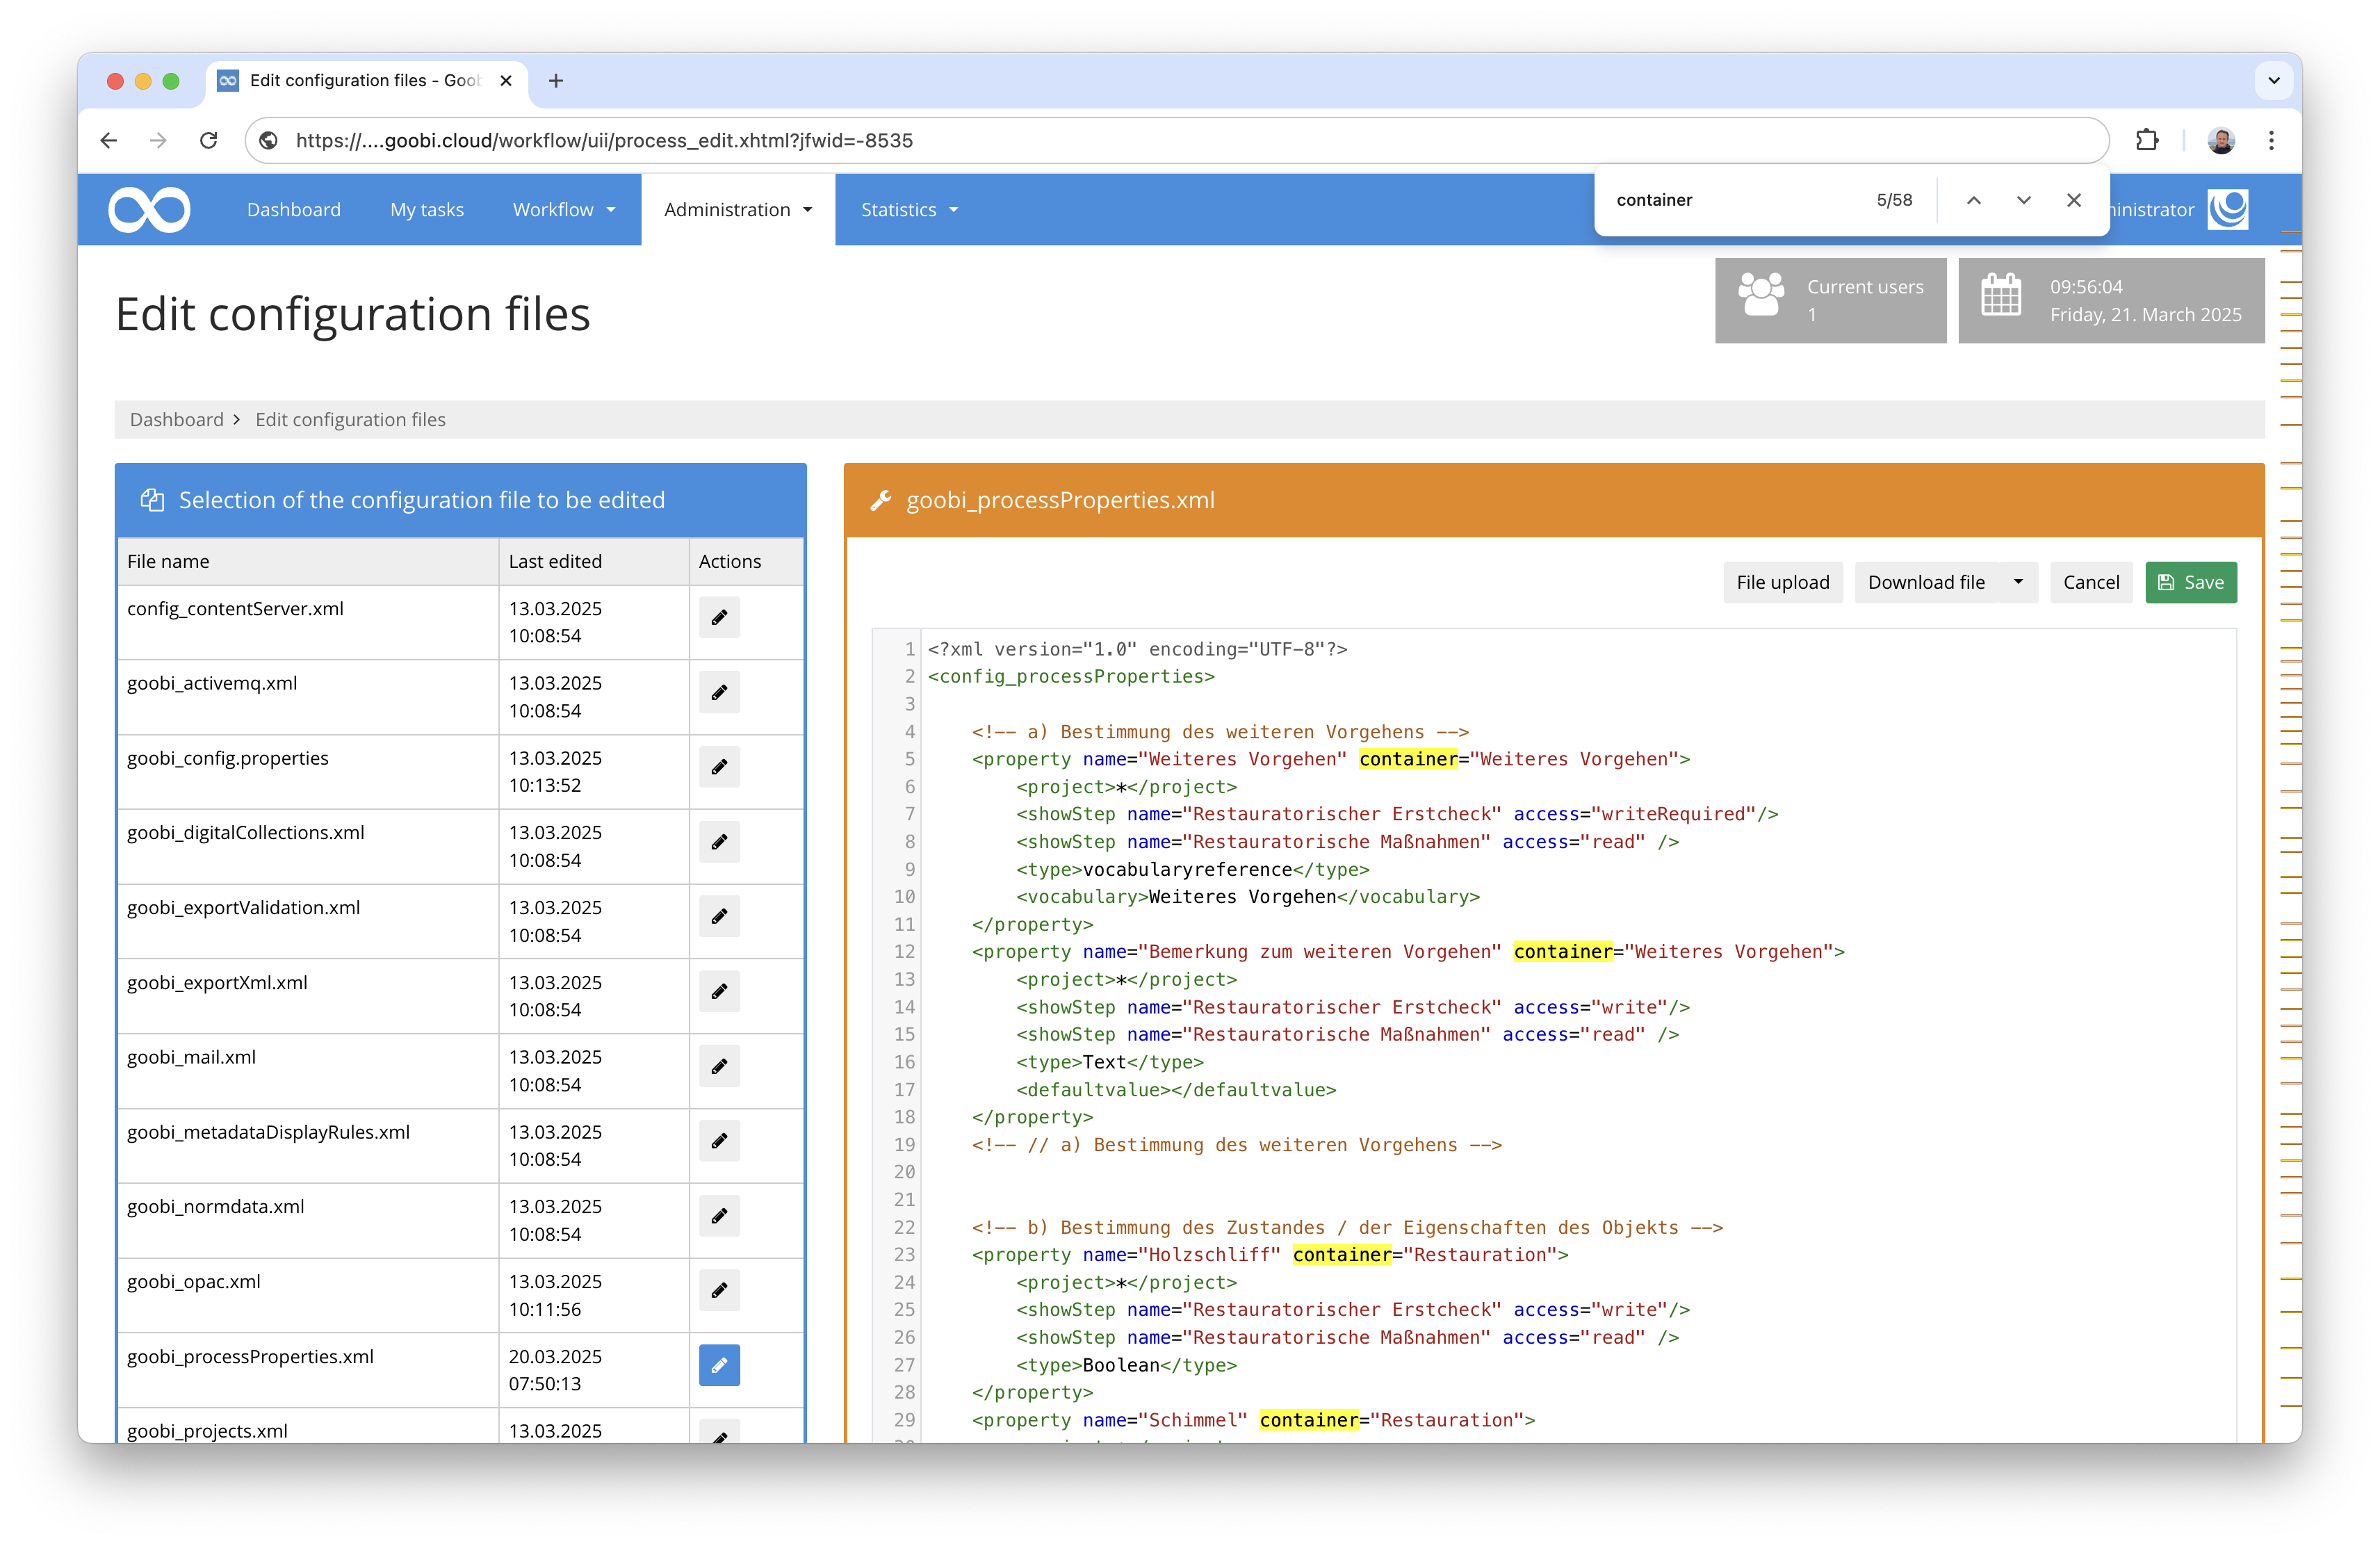 Edit configuration files - Goob
https://....goobi.cloud/workflow/uii/process_edit.xhtml?jfwid=-8535
Dashboard
My tasks
Workflow
Administration
Statistics
container
5/58
ministrator
Edit configuration files
Current users
1
09:56:04
Friday, 21. March 2025
Dashboard > Edit configuration files
Selection of the configuration file to be edited
File name Last edited Actions
config_contentServer.xml 13.03.2025
10:08:54
goobi_activemq.xml 13.03.2025
10:08:54
goobi_config.properties 13.03.2025
10:13:52
goobi_digitalCollections.xml 13.03.2025
10:08:54
goobi_exportValidation.xml 13.03.2025
10:08:54
goobi_exportXml.xml 13.03.2025
10:08:54
goobi_mail.xml 13.03.2025
10:08:54
goobi_metadataDisplayRules.xml 13.03.2025
10:08:54
goobi_normdata.xml 13.03.2025
10:08:54
goobi_opac.xml 13.03.2025
10:11:56
goobi_processProperties.xml 20.03.2025
07:50:13
goobi_projects.xml 13.03.2025
goobi_processProperties.xml
File upload
Download file
Cancel
Save
1 <?xml version="1.0" encoding="UTF-8"?>
2 <config_processProperties>
3
4 <!-- a) Bestimmung des weiteren Vorgehens -->
5 <property name="Weiteres Vorgehen" container="Weiteres Vorgehen">
6 <project>*</project>
7 <showStep name="Restauratorischer Erstcheck" access="writeRequired"/>
8 <showStep name="Restauratorische Maßnahmen" access="read" />
9 <type>vocabularyreference</type>
10 <vocabulary>Weiteres Vorgehen</vocabulary>
11 </property>
12 <property name="Bemerkung zum weiteren Vorgehen" container="Weiteres Vorgehen">
13 <project>*</project>
14 <showStep name="Restauratorischer Erstcheck" access="write"/>
15 <showStep name="Restauratorische Maßnahmen" access="read" />
16 <type>Text</type>
17 <defaultvalue></defaultvalue>
18 </property>
19 <!-- // a) Bestimmung des weiteren Vorgehens -->
20
21
22 <!-- b) Bestimmung des Zustandes / der Eigenschaften des Objekts -->
23 <property name="Holzschliff" container="Restauration">
24 <project>*</project>
25 <showStep name="Restauratorischer Erstcheck" access="write"/>
26 <showStep name="Restauratorische Maßnahmen" access="read" />
27 <type>Boolean</type>
28 </property>
29 <property name="Schimmel" container="Restauration">